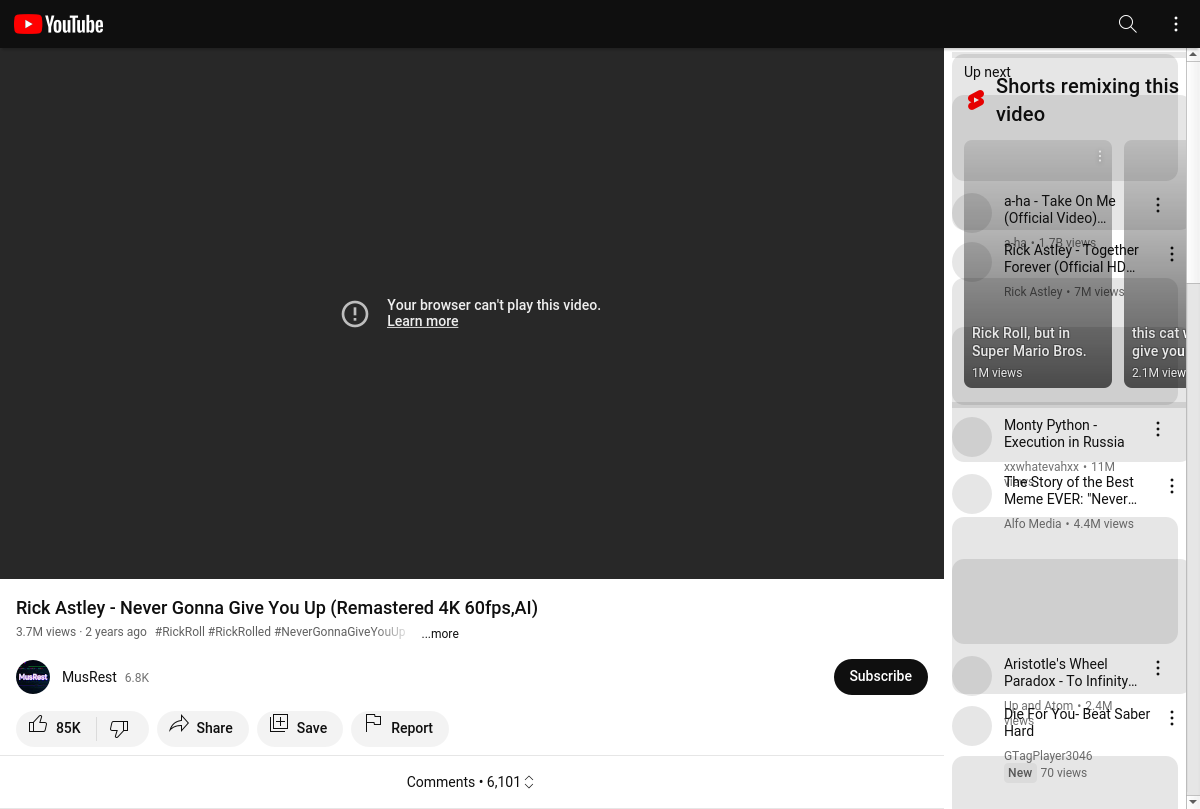 YouTube
Your browser can't play this video.
Learn more
Rick Astley - Never Gonna Give You Up (Remastered 4K 60fps,AI)
3.7M views · 2 years ago #RickRoll #RickRolled #NeverGonnaGiveYouUp ...more
MusRest
MusRest 6.8K
Subscribe
85K
Share
Save
Report
Comments • 6,101
Up next
Shorts remixing this
video
a-ha - Take On Me
(Official Video)…
a-ha • 1.7B views
Rick Astley - Together
Forever (Official HD…
Rick Astley • 7M views
Rick Roll, but in
Super Mario Bros.
1M views
this cat
give you
2.1M view
Monty Python -
Execution in Russia
xxwhatevahxx • 11M
views
The Story of the Best
Meme EVER: "Never…
Alfo Media • 4.4M views
Aristotle's Wheel
Paradox - To Infinity…
Up and Atom • 2.4M
views
Die For You- Beat Saber
Hard
GTagPlayer3046
New 70 views